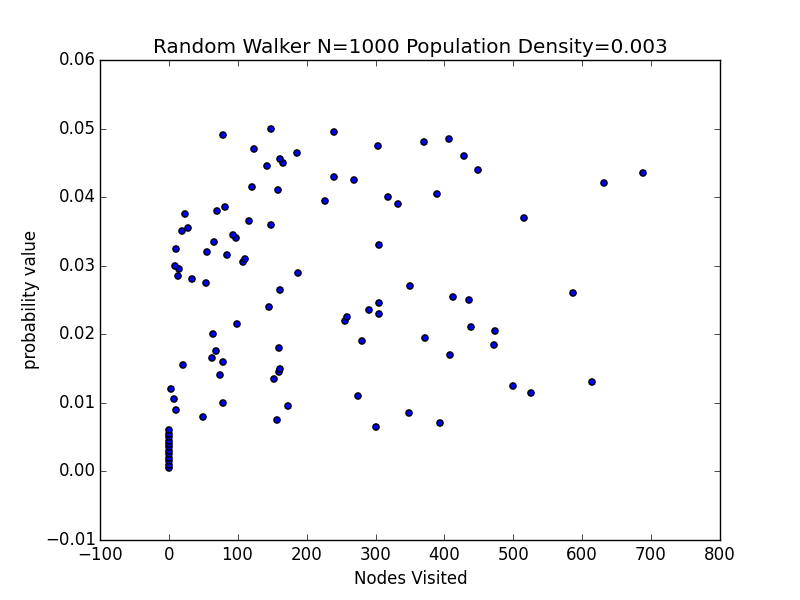 Random Walker N=1000 Population Density=0.003
0.06
0.05
0.04
0.03
0.02
0.01
0.00
−0.01
probability value
−100 0 100 200 300 400 500 600 700 800
Nodes Visited